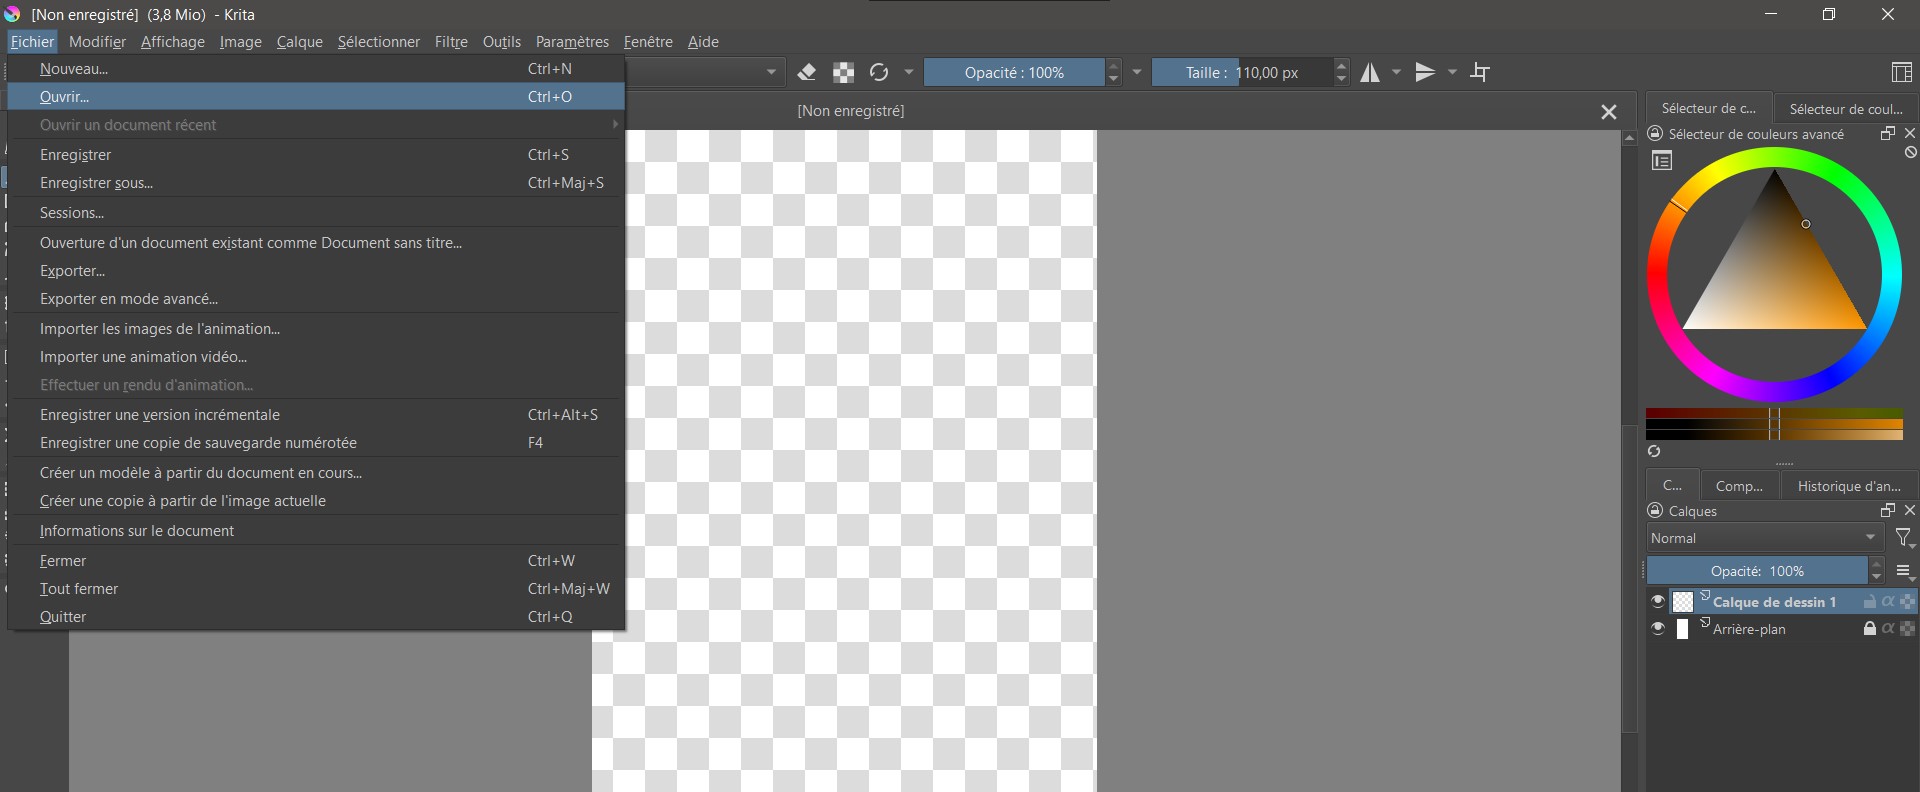 [Non enregistré]  (3,8 Mio)  - Krita
Fichier Modifier Affichage Image Calque Sélectionner Filtre Outils Paramètres Fenêtre Aide
Nouveau... Ctrl+N
Opacité : 100%
Taille : 110,00 px
Ouvrir... Ctrl+O
[Non enregistré]
Ouvrir un document récent
Enregistrer Ctrl+S
Enregistrer sous... Ctrl+Maj+S
Sessions...
Ouverture d'un document existant comme Document sans titre...
Exporter...
Exporter en mode avancé...
Importer les images de l'animation...
Importer une animation vidéo...
Effectuer un rendu d'animation...
Enregistrer une version incrémentale Ctrl+Alt+S
Enregistrer une copie de sauvegarde numérotée F4
Créer un modèle à partir du document en cours...
Créer une copie à partir de l'image actuelle
Informations sur le document
Fermer Ctrl+W
Tout fermer Ctrl+Maj+W
Quitter Ctrl+Q
Sélecteur de c... Sélecteur de coul...
Sélecteur de couleurs avancé
C... Comp... Historique d'an...
Calques
Normal
Opacité: 100%
Calque de dessin 1 α
Arrière-plan α